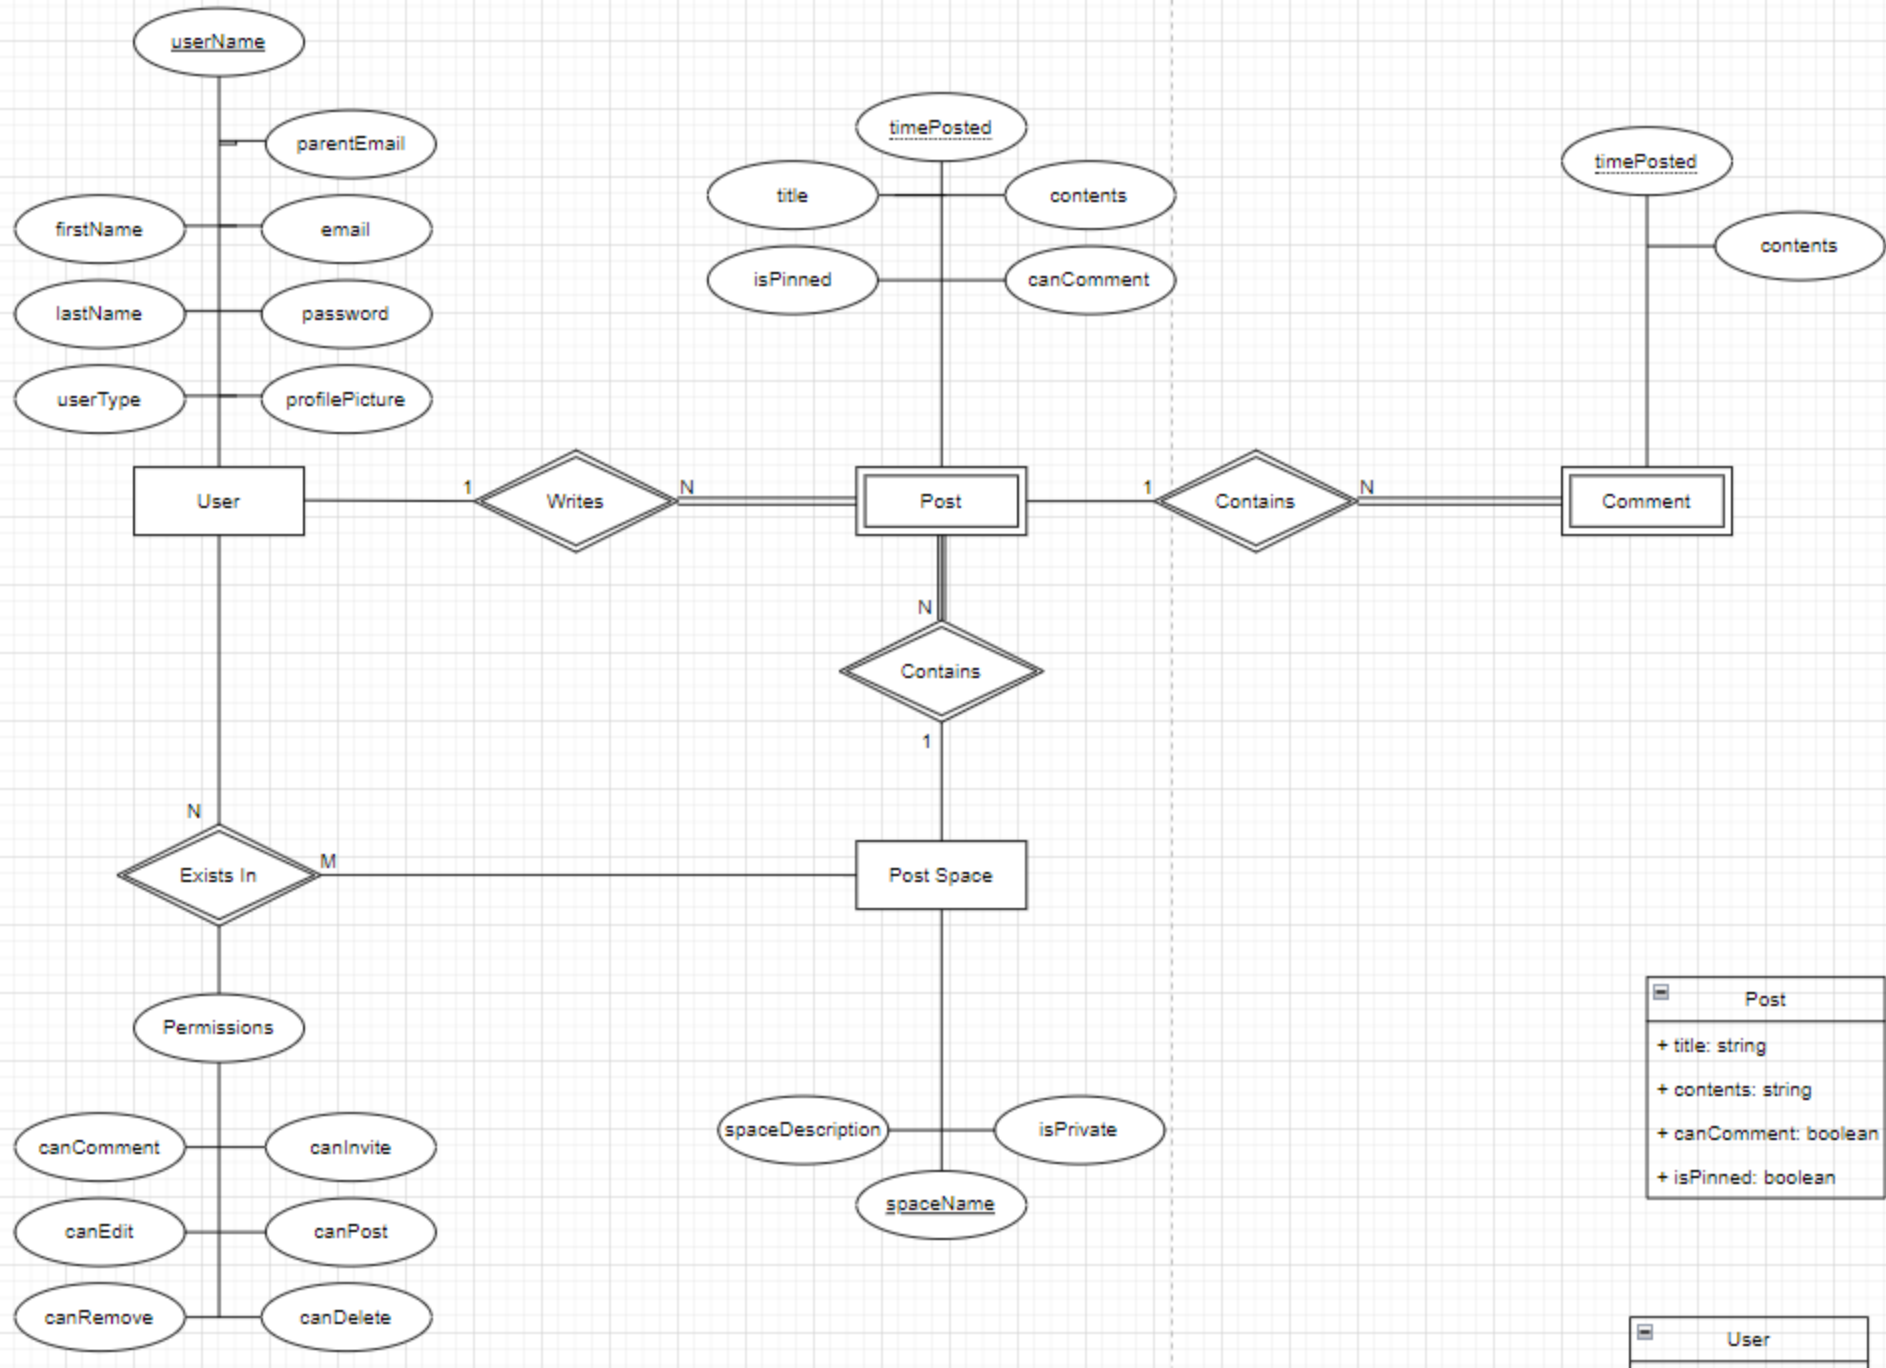 userName
parentEmail
firstName
email
lastName
password
userType
profilePicture
timePosted
title
contents
isPinned
canComment
timePosted
contents
User
1
Writes
N
Post
1
Contains
N
Comment
N
Contains
1
N
Exists In
M
Post Space
Permissions
canComment
canInvite
canEdit
canPost
canRemove
canDelete
spaceDescription
isPrivate
spaceName
Post
+ title: string
+ contents: string
+ canComment: boolean
+ isPinned: boolean
User